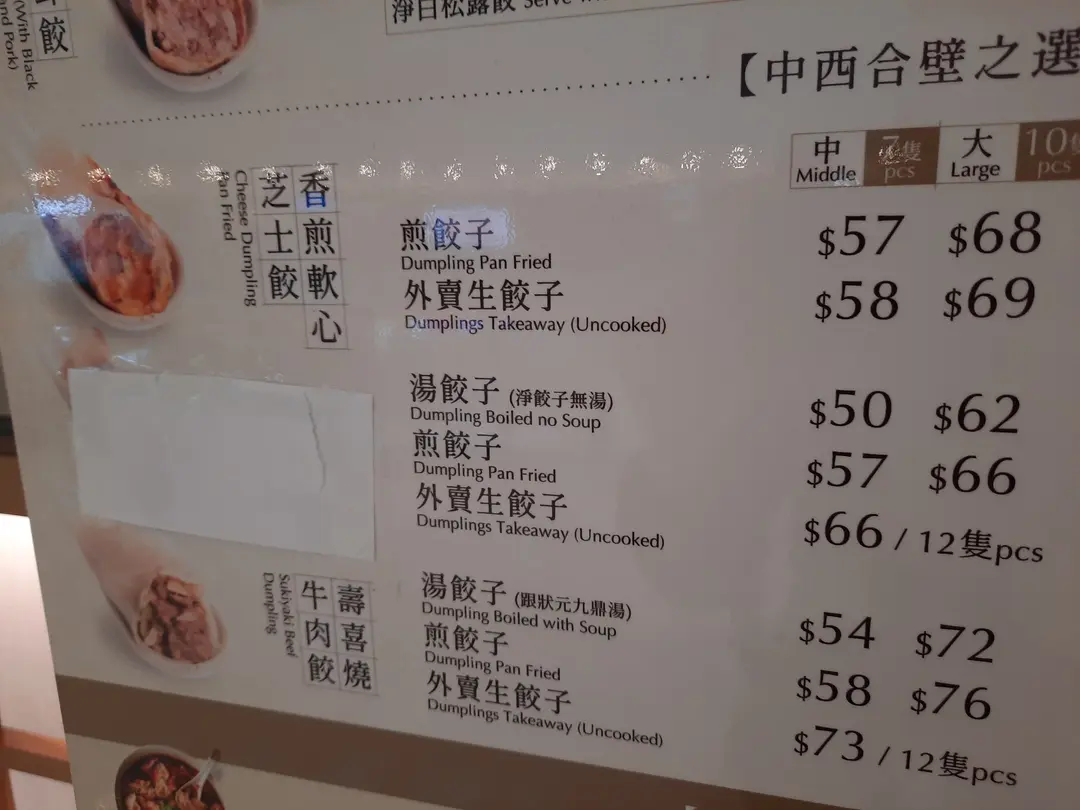 餃
(With Black
and Pork)
淨白松露餃 Serve
【中西合壁之選
中 Middle 7隻 pcs 大 Large 10隻 pcs
香煎軟心
芝士餃
Cheese Dumpling
Pan Fried
煎餃子 $57 $68
Dumpling Pan Fried
外賣生餃子 $58 $69
Dumplings Takeaway (Uncooked)
湯餃子 (淨餃子無湯) $50 $62
Dumpling Boiled no Soup
煎餃子 $57 $66
Dumpling Pan Fried
外賣生餃子 $66 / 12隻pcs
Dumplings Takeaway (Uncooked)
壽喜燒
牛肉餃
Sukiyaki Beef
Dumpling
湯餃子 (跟狀元九鼎湯) $54 $72
Dumpling Boiled with Soup
煎餃子 $58 $76
Dumpling Pan Fried
外賣生餃子 $73 / 12隻pcs
Dumplings Takeaway (Uncooked)